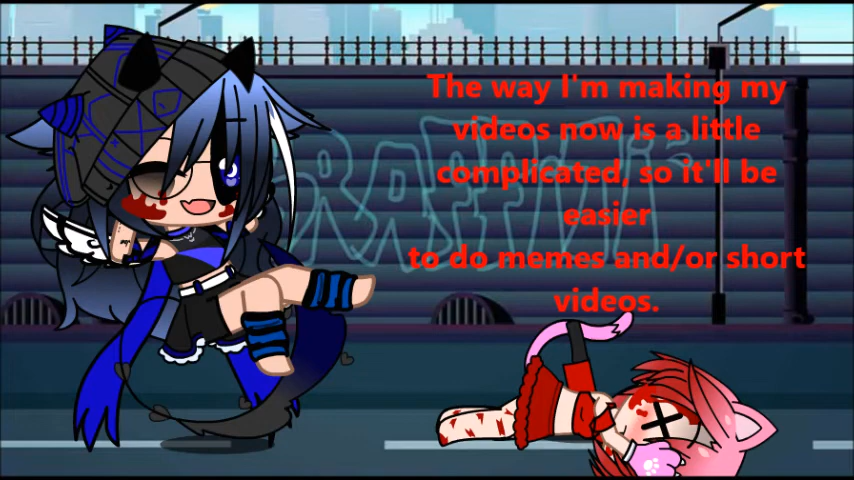 The way I'm making my
videos now is a little
complicated, so it'll be
easier
to do memes and/or short
videos.
GRAFFITI